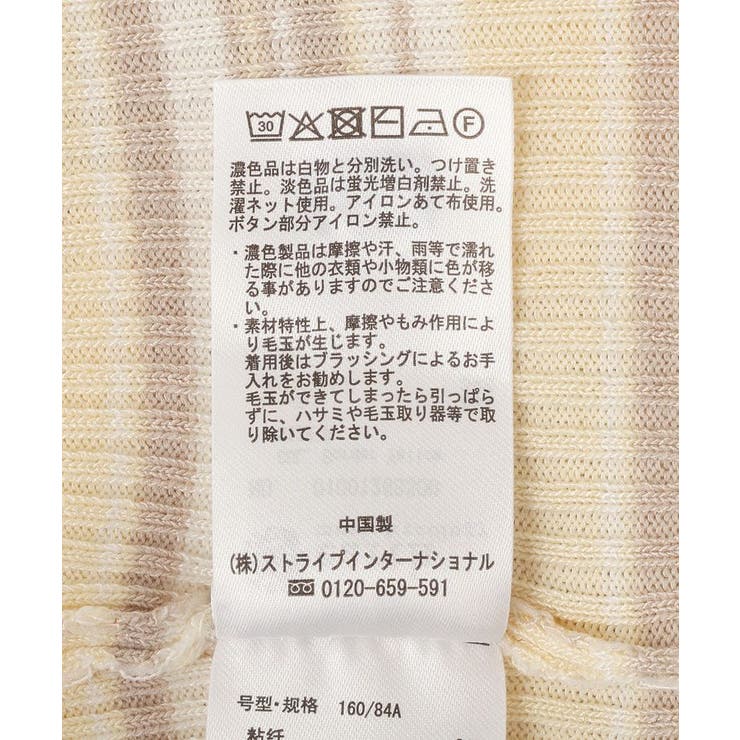 30 F
濃色品は白物と分別洗い。つけ置き
禁止。淡色品は蛍光増白剤禁止。洗
濯ネット使用。アイロンあて布使用。
ボタン部分アイロン禁止。
・濃色製品は摩擦や汗、雨等で濡れ
た際に他の衣類や小物類に色が移
る事がありますのでご注意くださ
い。
・素材特性上、摩擦やもみ作用によ
り毛玉が生じます。
着用後はブラッシングによるお手
入れをお勧めします。
毛玉ができてしまったら引っぱら
ずに、ハサミや毛玉取り器等で取
り除いてください。
中国製
(株)ストライプインターナショナル
0120-659-591
号型·规格 160/84A
粘纤